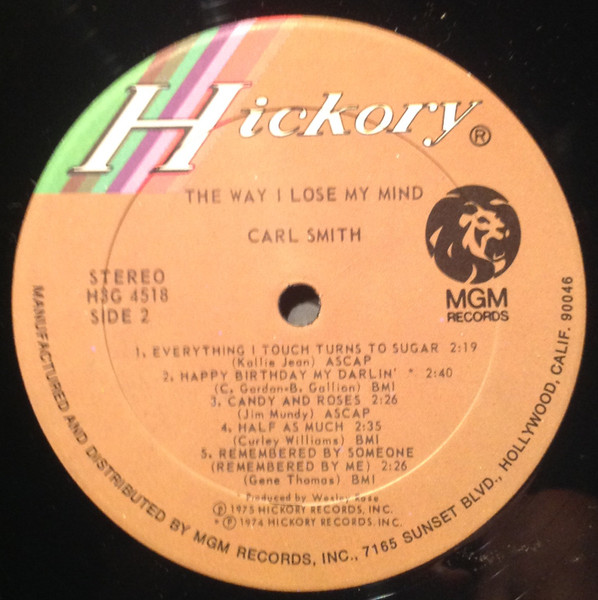 Hickory®
THE WAY I LOSE MY MIND
CARL SMITH
MGM
RECORDS
STEREO
HSG 4518
SIDE 2
1. EVERYTHING I TOUCH TURNS TO SUGAR 2:19
(Kallie Jean) ASCAP
2. HAPPY BIRTHDAY MY DARLIN' * 2:40
(C. Gordon-B. Gallion) BMI
3. CANDY AND ROSES 2:26
(Jim Mundy) ASCAP
4. HALF AS MUCH 2:35
(Curley Williams) BMI
5. REMEMBERED BY SOMEONE
(REMEMBERED BY ME) 2:26
(Gene Thomas) BMI
* Produced by Wesley Rose
℗ 1975 HICKORY RECORDS, INC.
* ℗ 1974 HICKORY RECORDS, INC.
MANUFACTURED AND DISTRIBUTED BY MGM RECORDS, INC., 7165 SUNSET BLVD., HOLLYWOOD, CALIF. 90046